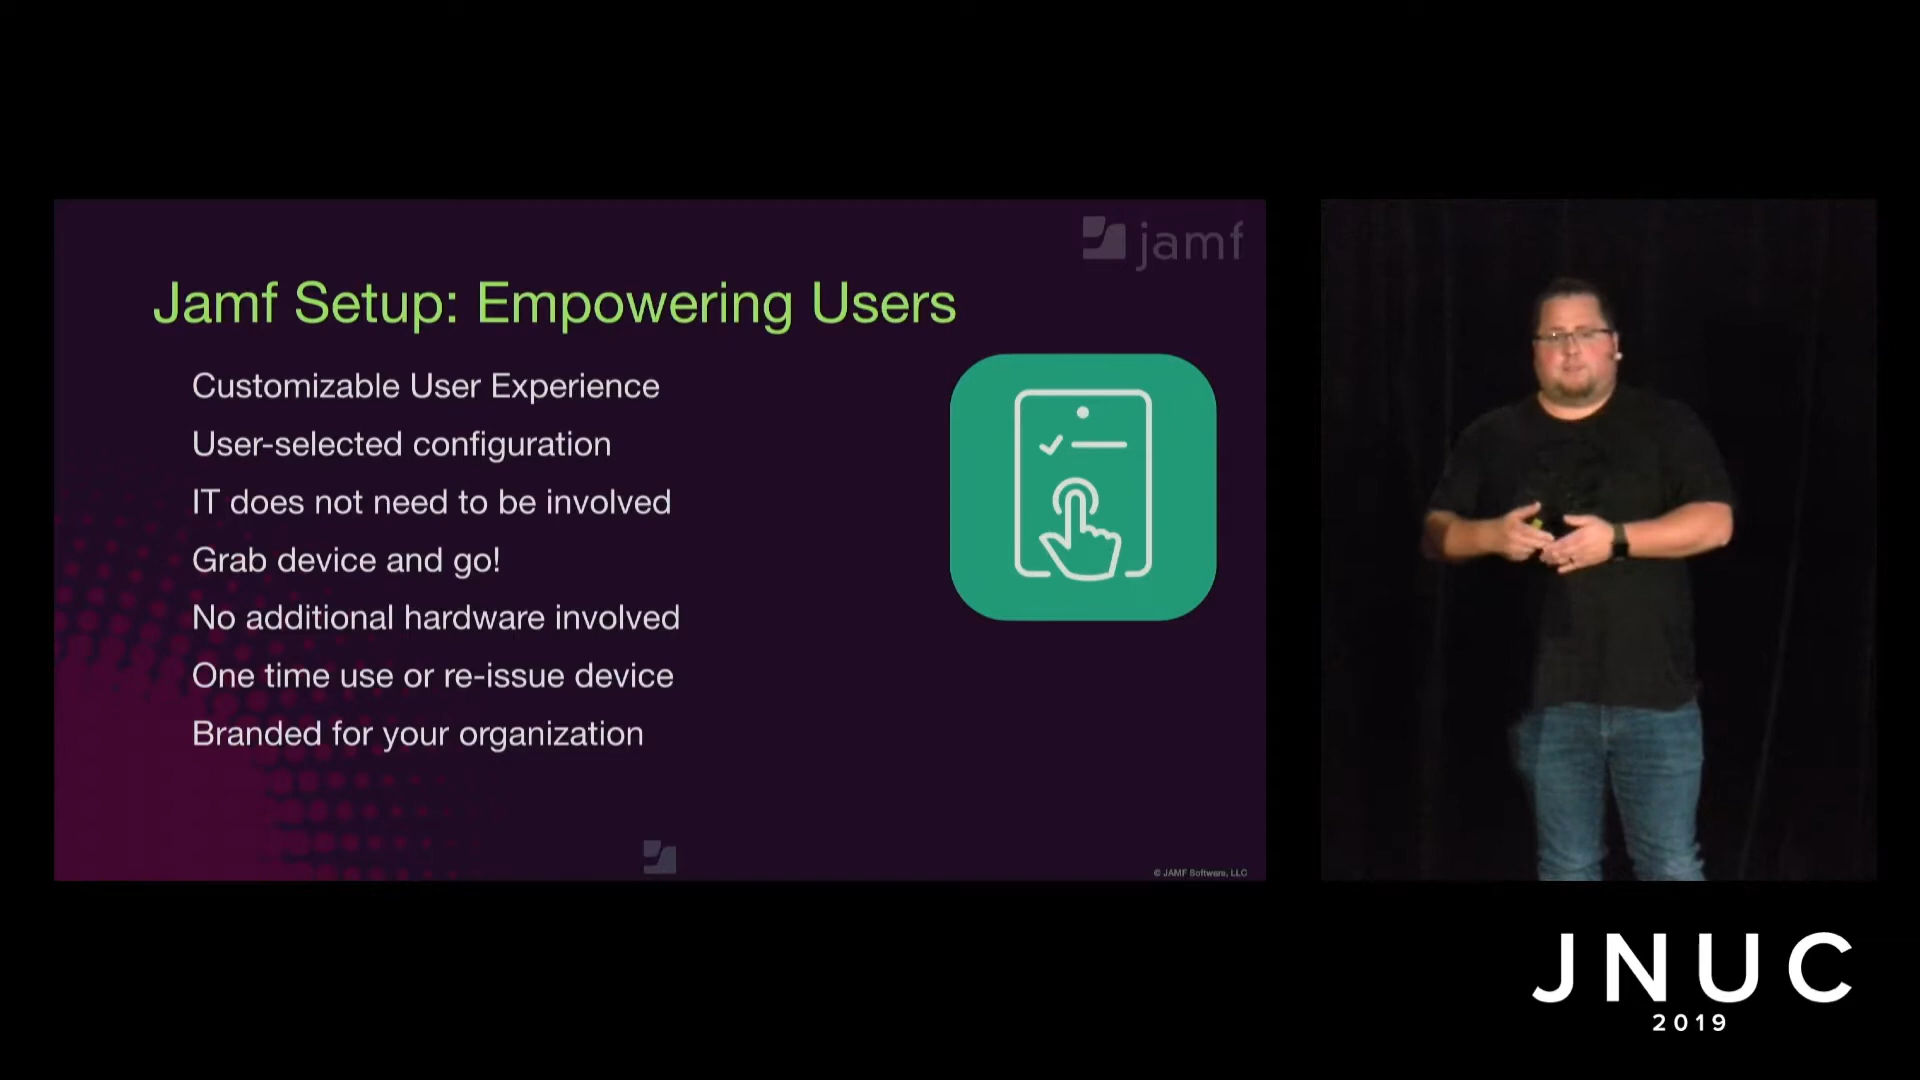 jamf
Jamf Setup: Empowering Users
Customizable User Experience
User-selected configuration
IT does not need to be involved
Grab device and go!
No additional hardware involved
One time use or re-issue device
Branded for your organization
© JAMF Software, LLC
JNUC
2019